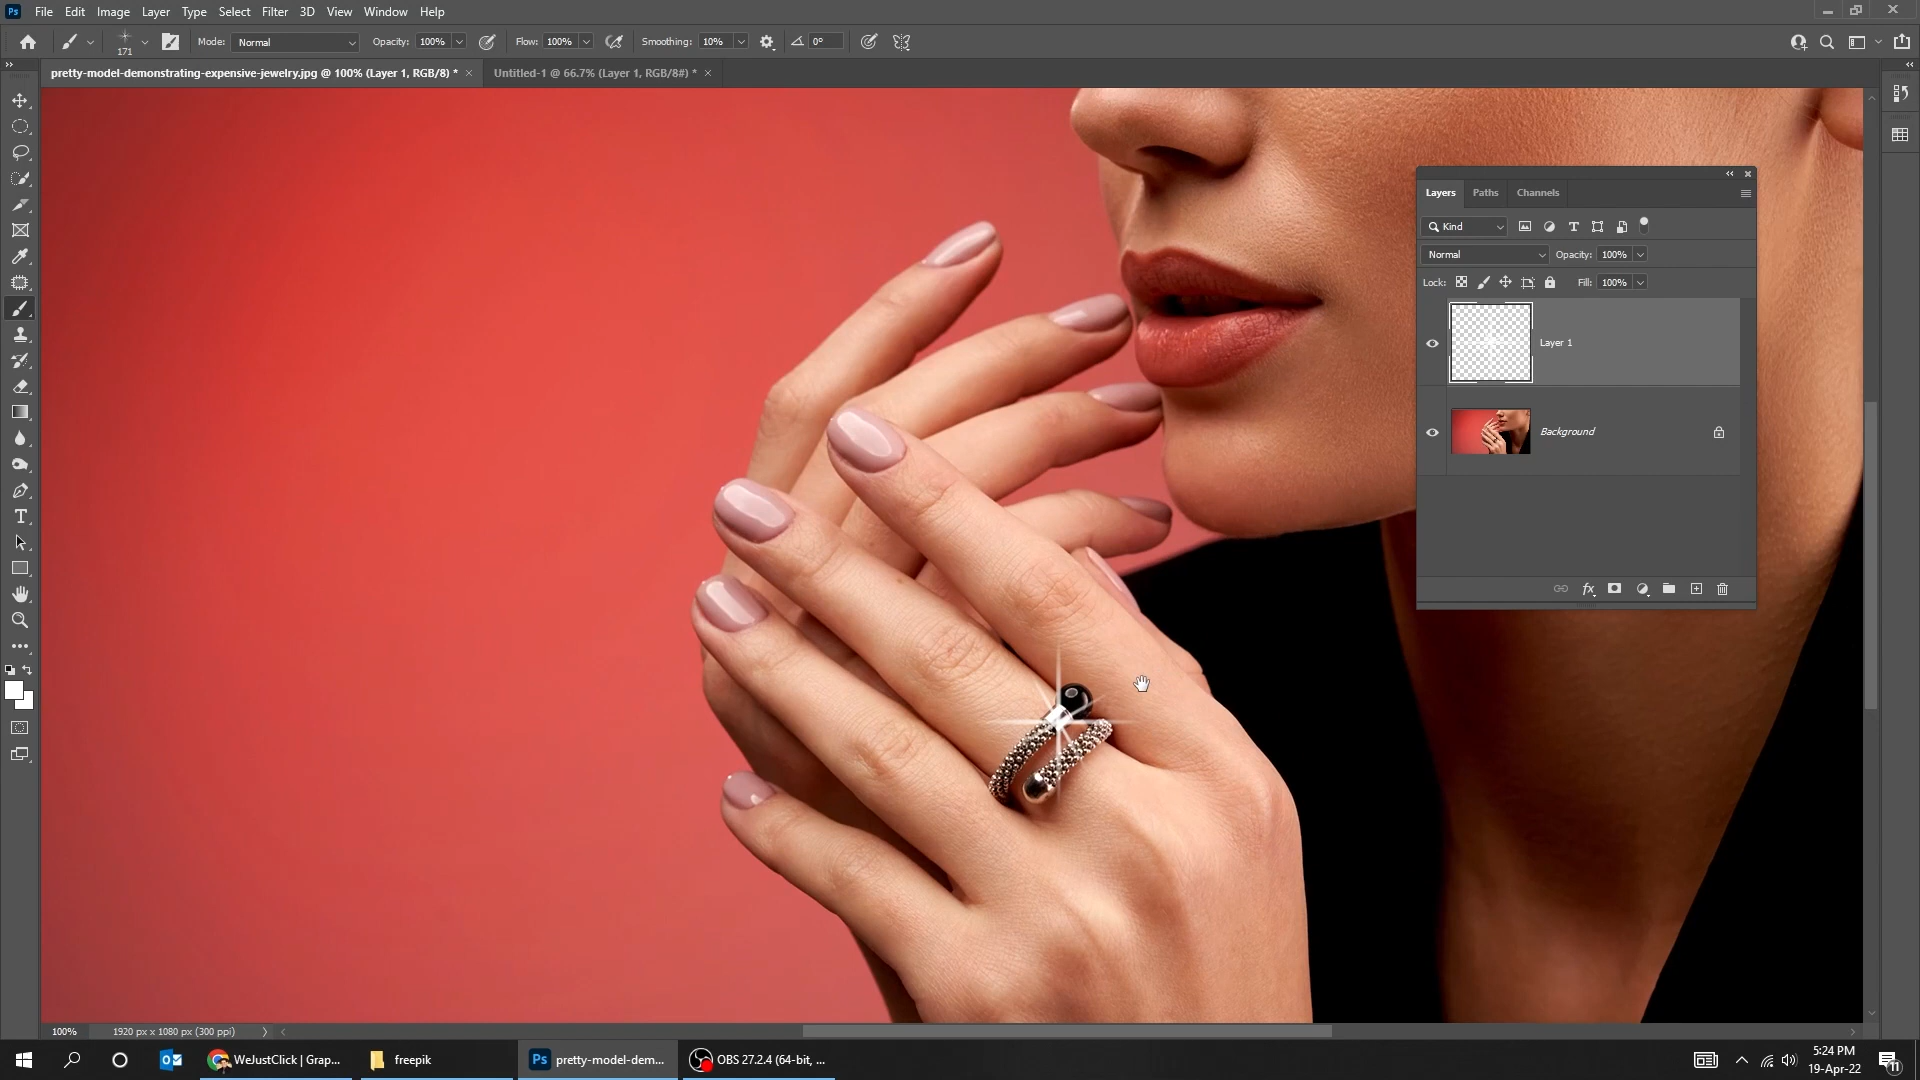 Ps File Edit Image Layer Type Select Filter 3D View Window Help
171 Mode: Normal Opacity: 100% Flow: 100% Smoothing: 10% 0°
pretty-model-demonstrating-expensive-jewelry.jpg @ 100% (Layer 1, RGB/8) * × Untitled-1 @ 66.7% (Layer 1, RGB/8#) * ×
Layers Paths Channels
Kind
Normal Opacity: 100%
Lock: Fill: 100%
Layer 1
Background
100% 1920 px x 1080 px (300 ppi)
WeJustClick | Grap... freepik Ps pretty-model-dem... OBS 27.2.4 (64-bit, ...
5:24 PM
19-Apr-22
11